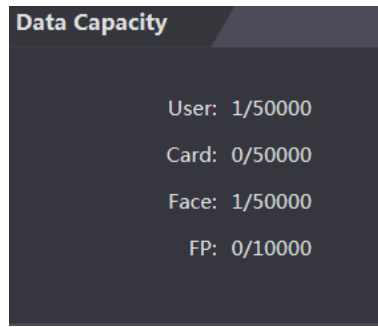 Data Capacity
User: 1/50000
Card: 0/50000
Face: 1/50000
FP: 0/10000